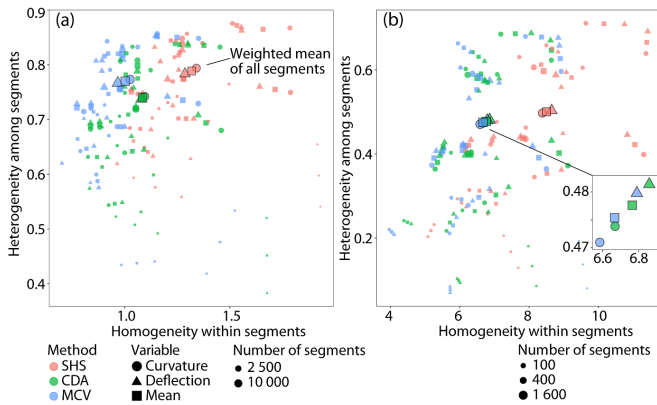 (a)
Weighted mean
of all segments
Heterogeneity among segments
0.9
0.8
0.7
0.6
0.5
0.4
1.0
1.5
Homogeneity within segments
(b)
Heterogeneity among segments
0.6
0.4
0.2
0.48
0.47
6.6
6.8
4
6
8
10
Homogeneity within segments
Method
SHS
CDA
MCV
Variable
Curvature
Deflection
Mean
Number of segments
2 500
10 000
Number of segments
100
400
1 600